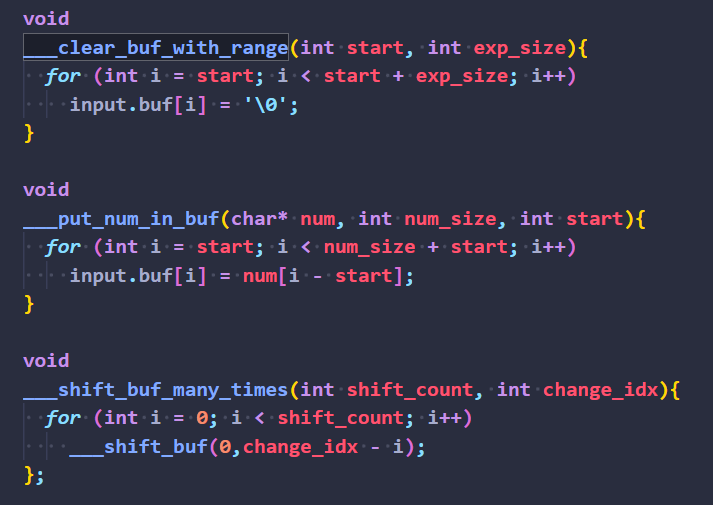 void
___clear_buf_with_range(int start, int exp_size){
  for (int i = start; i < start + exp_size; i++)
    input.buf[i] = '\0';
}
void
___put_num_in_buf(char* num, int num_size, int start){
  for (int i = start; i < num_size + start; i++)
    input.buf[i] = num[i - start];
}
void
___shift_buf_many_times(int shift_count, int change_idx){
  for (int i = 0; i < shift_count; i++)
    ___shift_buf(0,change_idx - i);
};